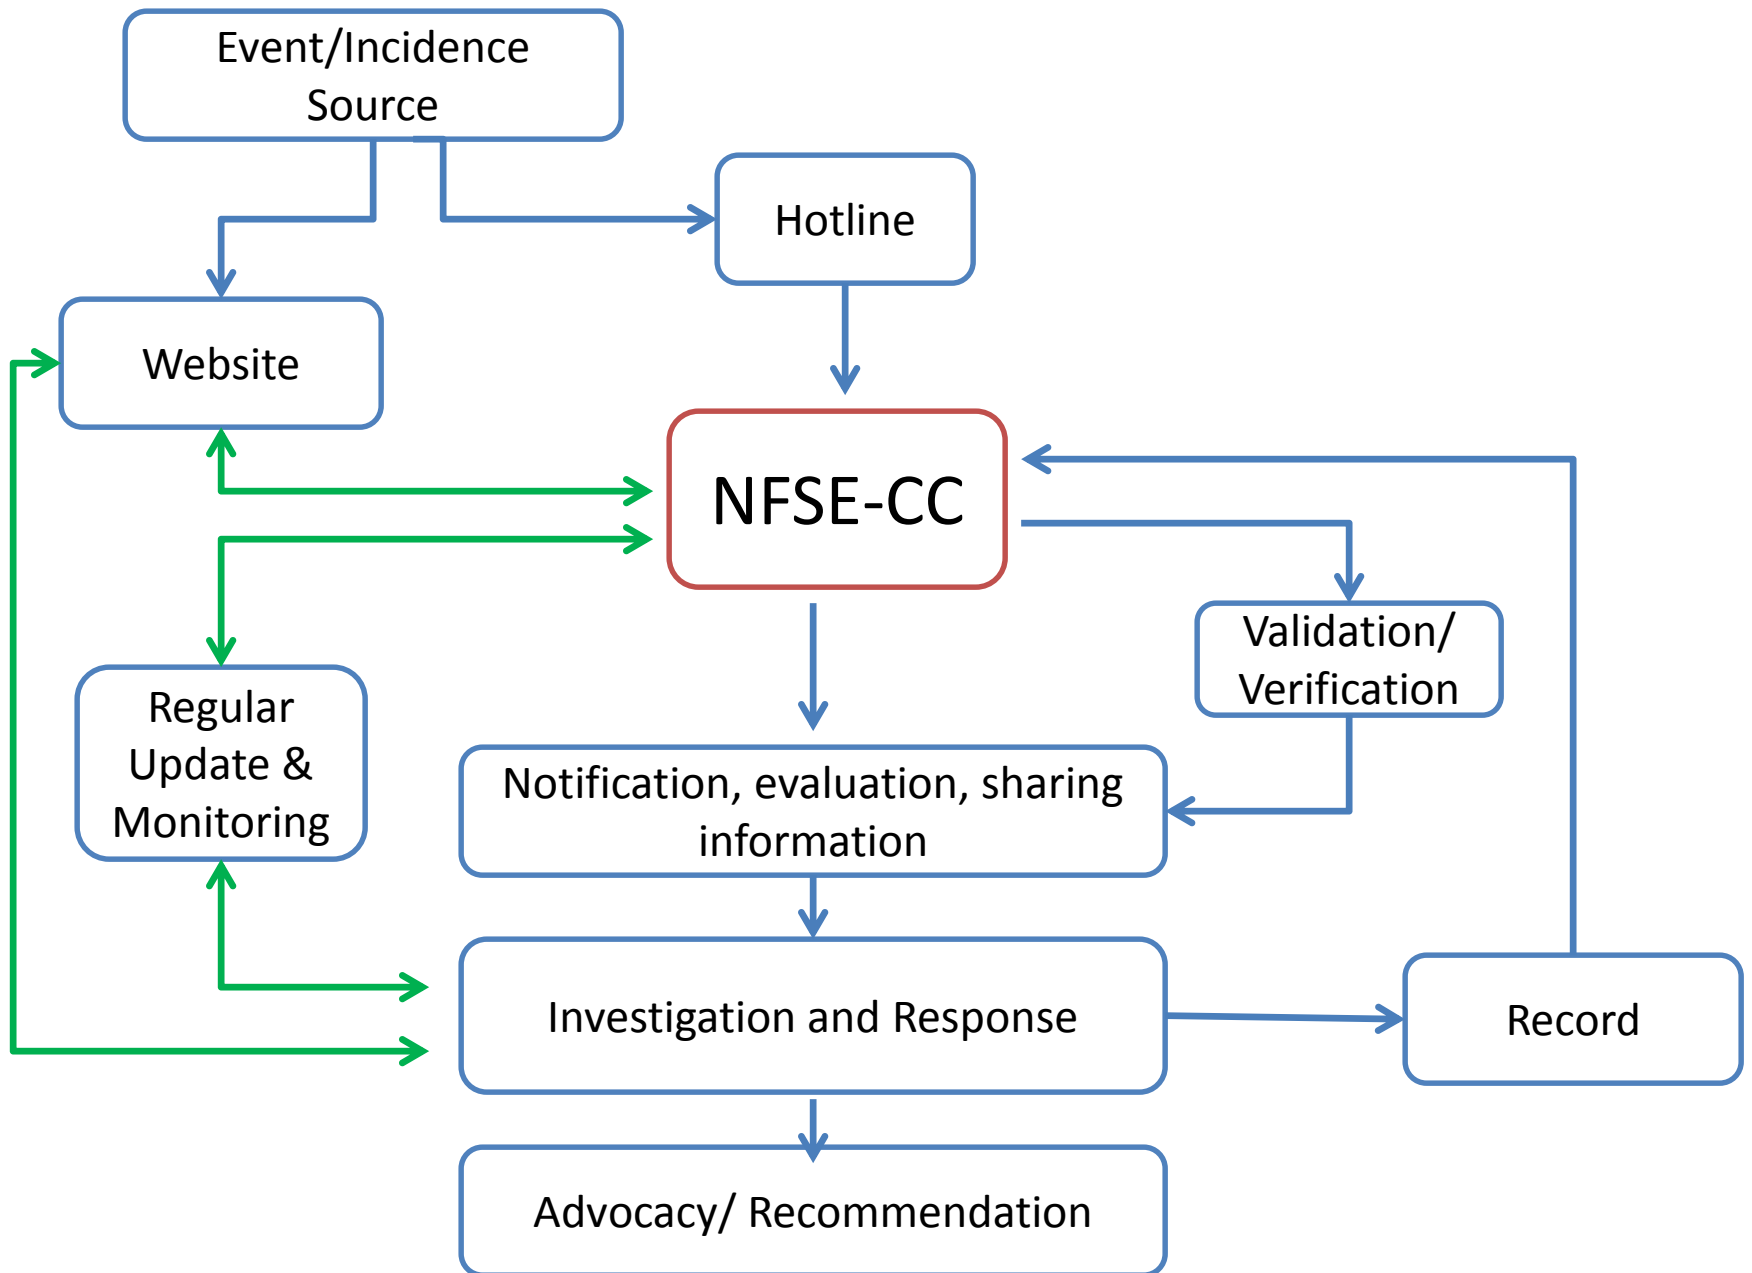 Event/Incidence
Source
Hotline
Website
NFSE-CC
Validation/
Verification
Regular
Update &
Monitoring
Notification, evaluation, sharing
information
Investigation and Response
Record
Advocacy/ Recommendation